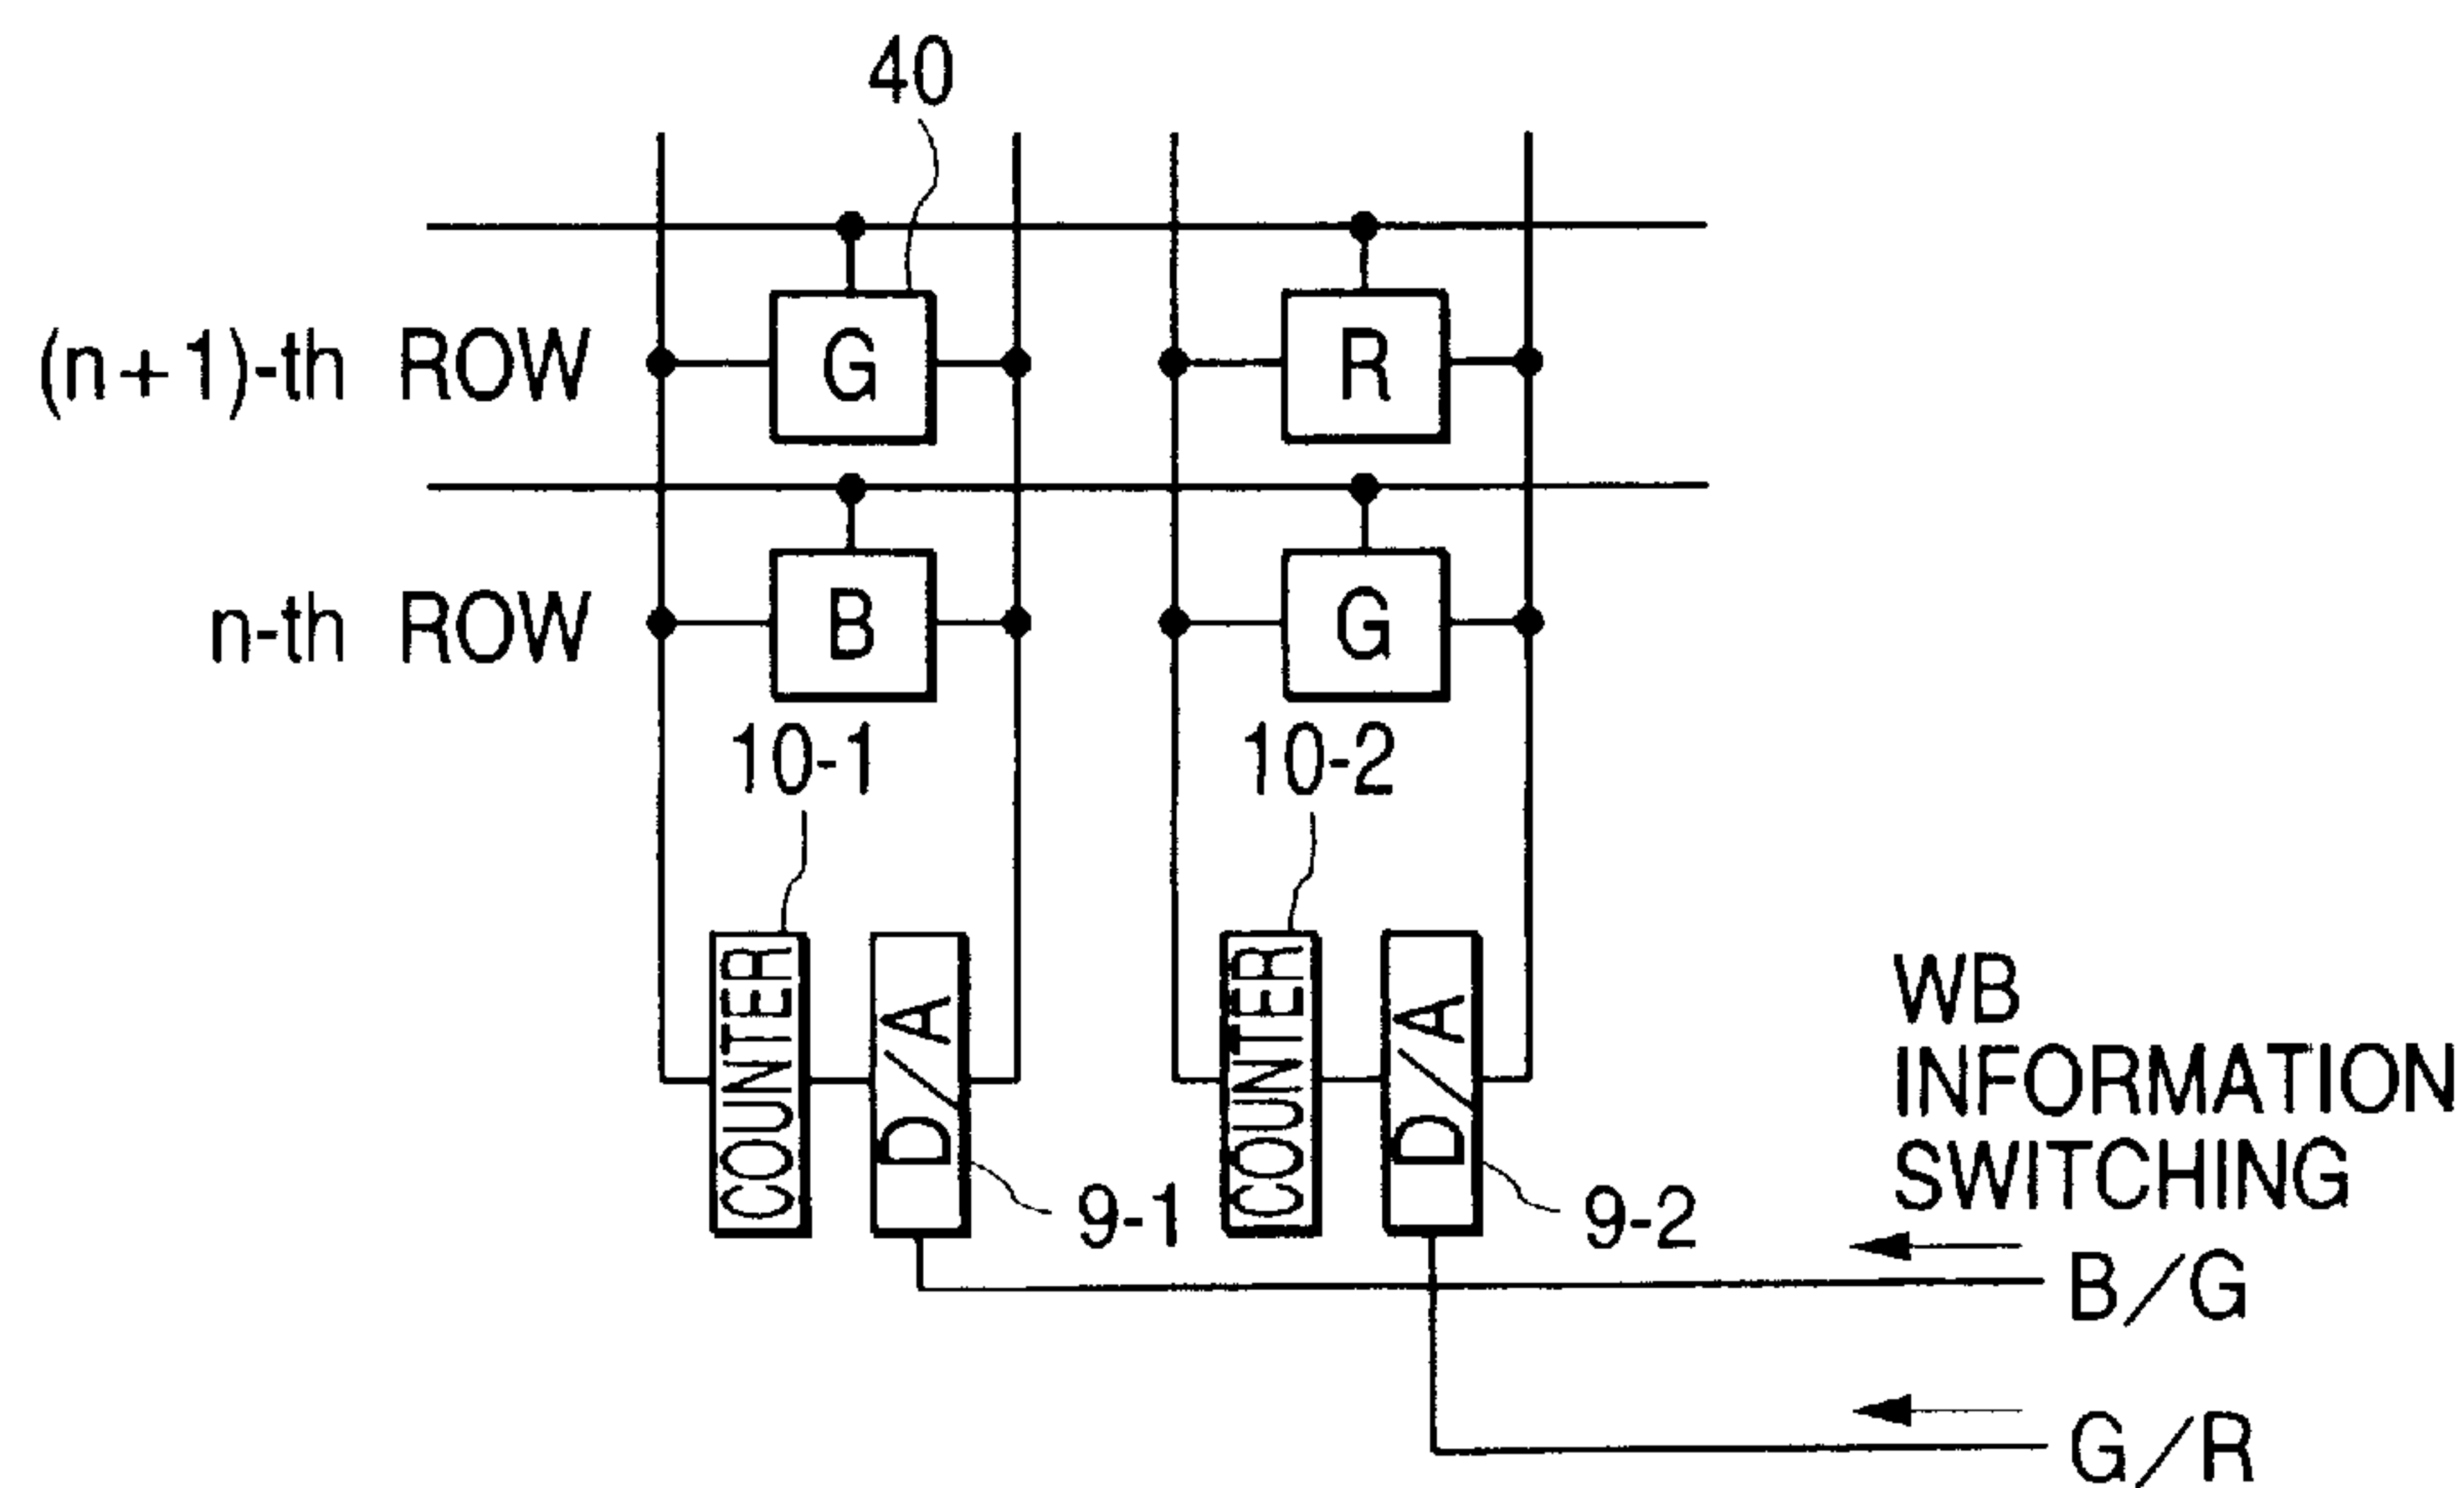 40
(n+1)-th ROW
G
R
n-th ROW
B
G
10-1
10-2
COUNTER
D/A
COUNTER
D/A
9-1
9-2
WB
INFORMATION
SWITCHING
B/G
G/R